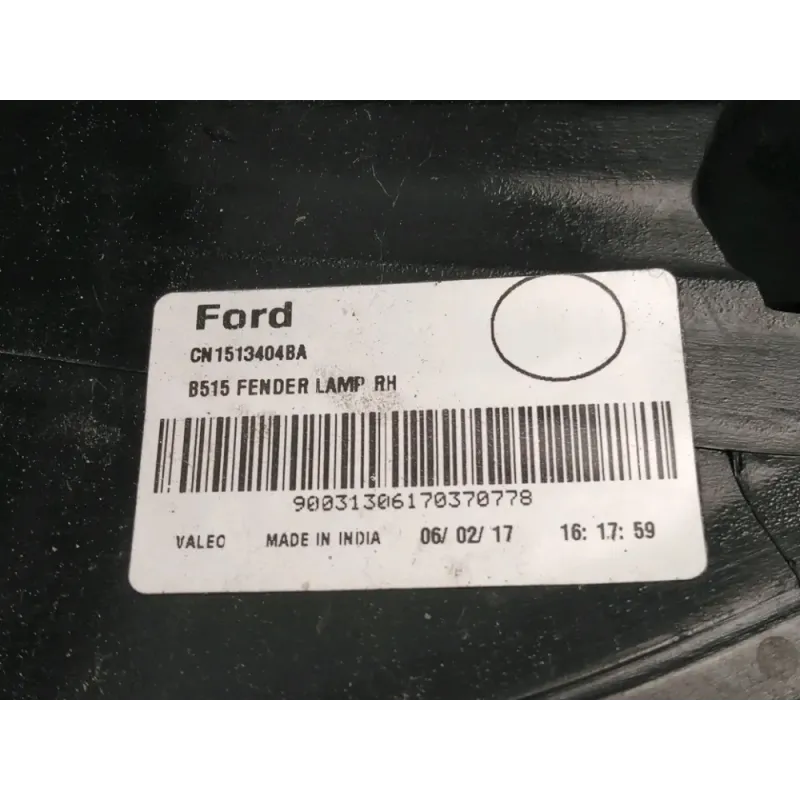 Ford
CN1513404BA
B515 FENDER LAMP RH
90031306170370778
VALEO MADE IN INDIA 06/ 02/ 17 16: 17: 59